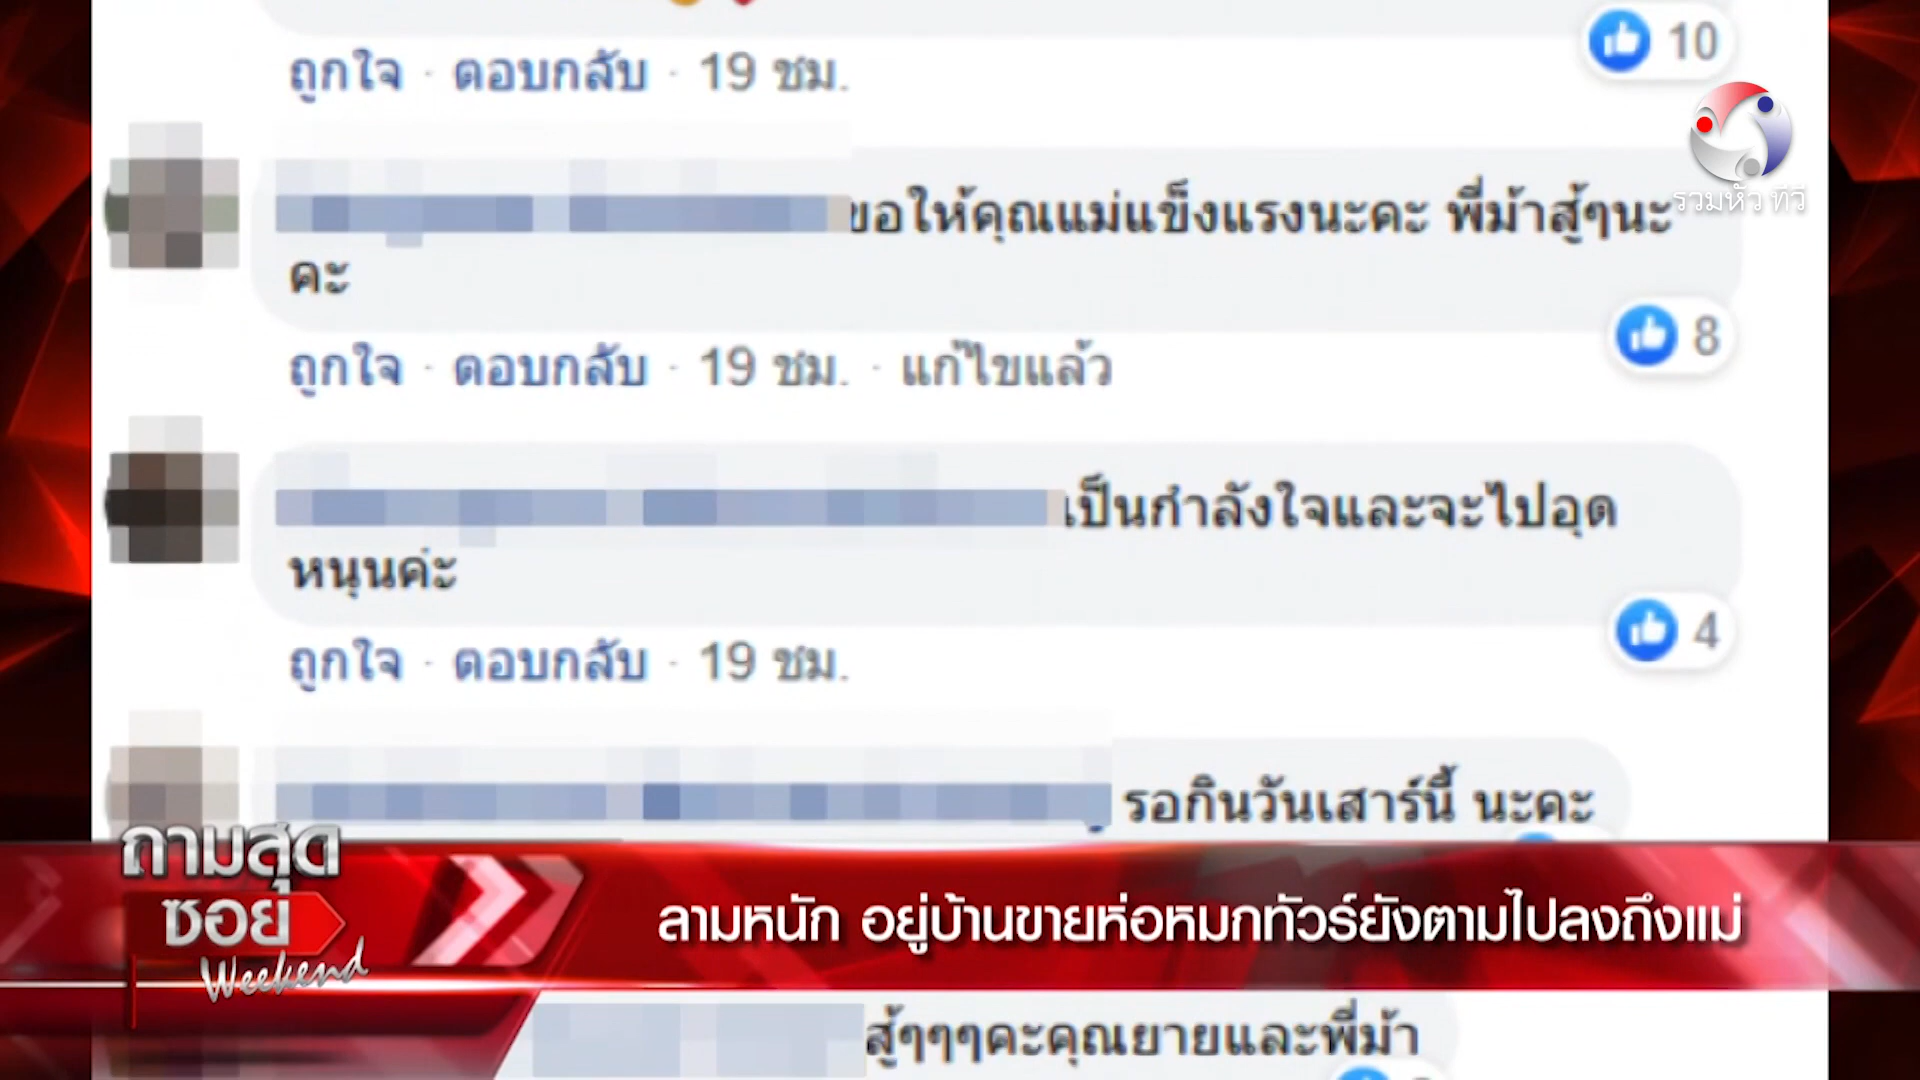 10
ถูกใจ · ตอบกลับ · 19 ชม.
รวมหัว ทีวี
ขอให้คุณแม่แข็งแรงนะคะ พี่ม้าสู้ๆนะ
คะ
8
ถูกใจ · ตอบกลับ · 19 ชม. · แก้ไขแล้ว
เป็นกำลังใจและจะไปอุด
หนุนค่ะ
4
ถูกใจ · ตอบกลับ · 19 ชม.
รอกินวันเสาร์นี้ นะคะ
ถามสุด
ซอย
Weekend
ลามหนัก อยู่บ้านขายห่อหมกทัวร์ยังตามไปลงถึงแม่
สู้ๆๆๆคะคุณยายและพี่ม้า